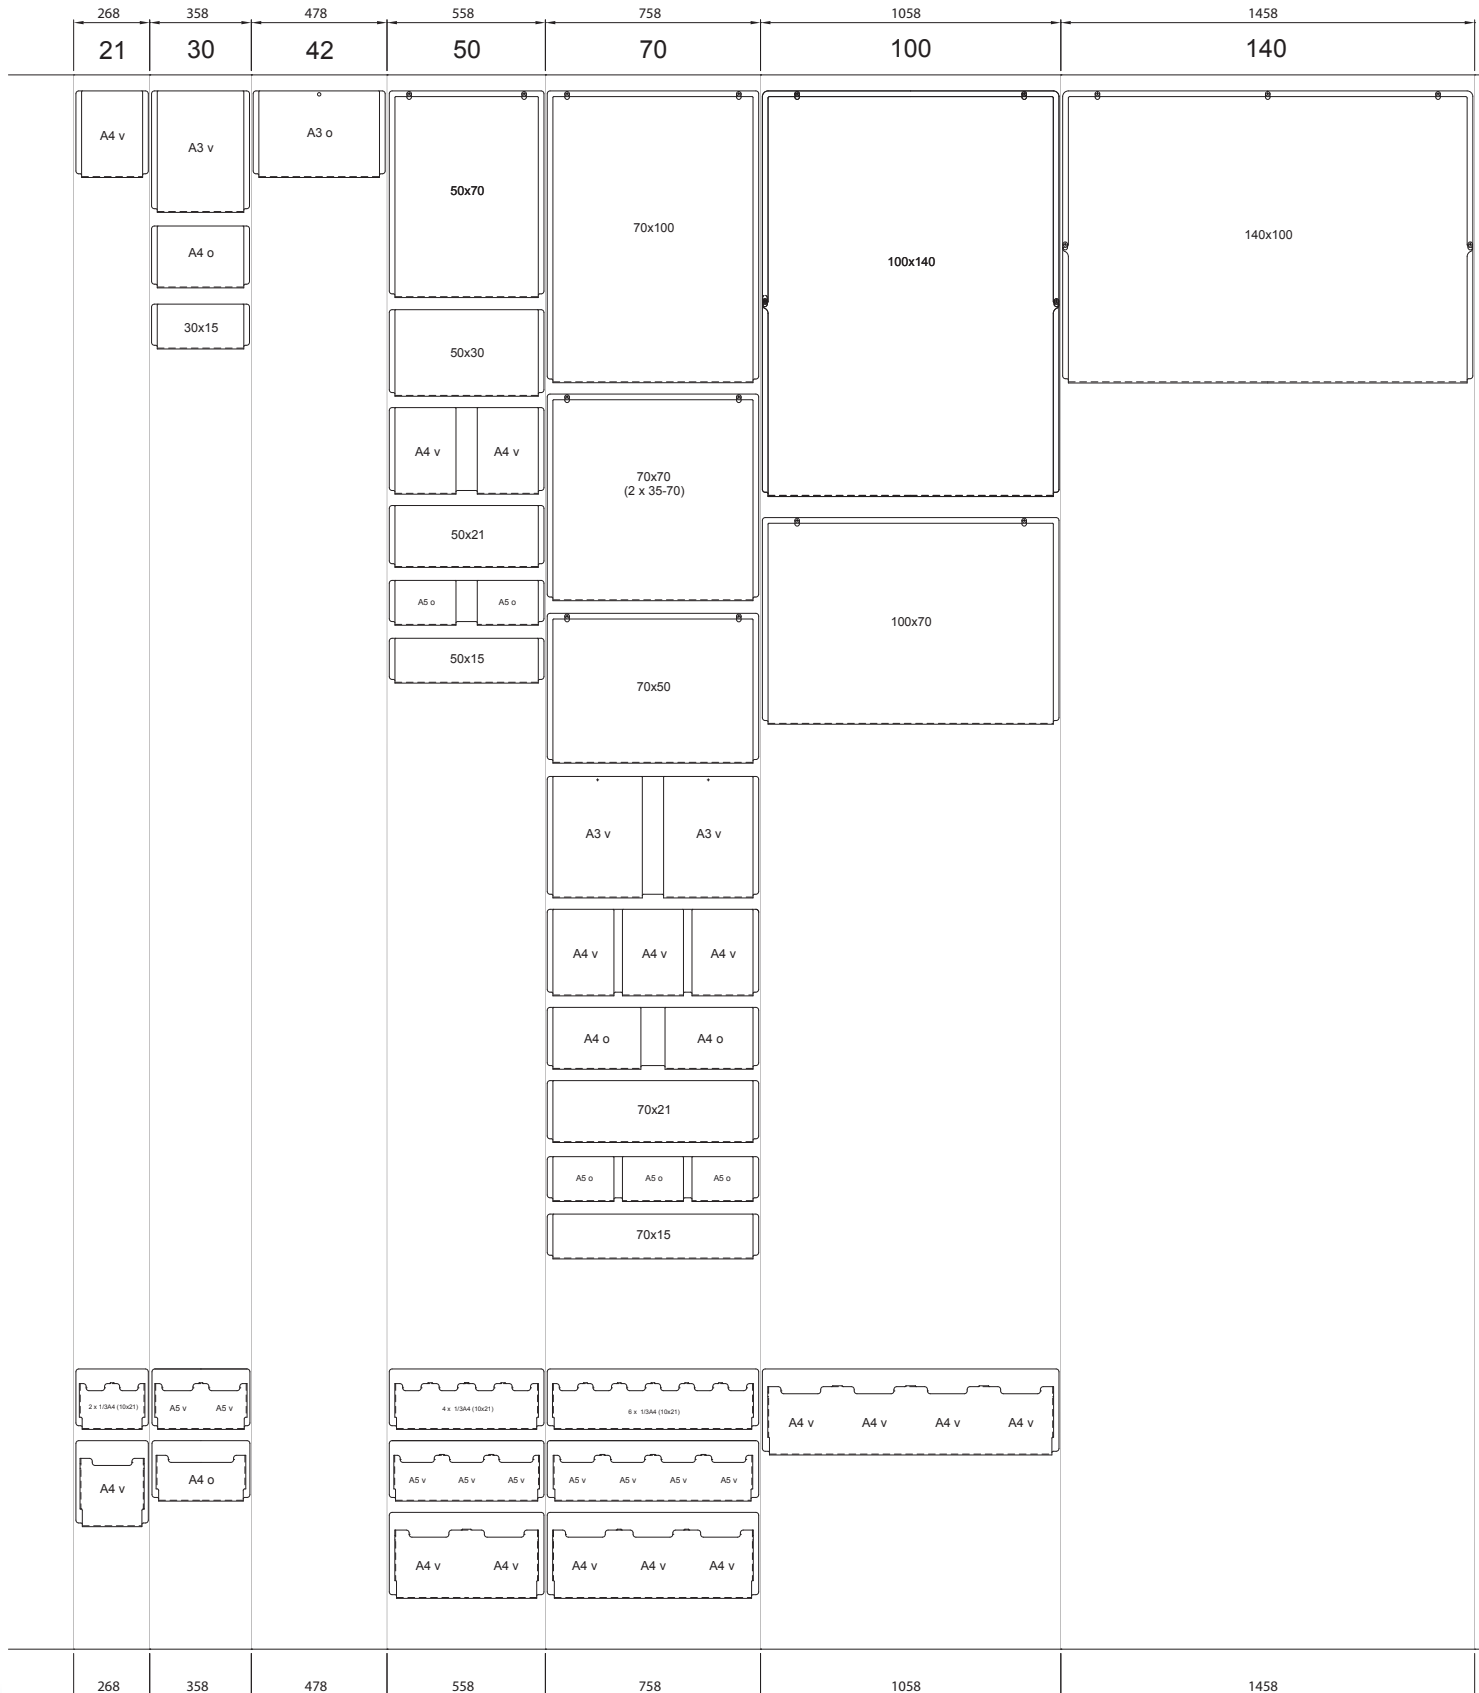 268 358 478 558 758 1058 1458
21 30 42 50 70 100 140
A4 v
A3 v
A3 o
50x70
70x100
100x140
140x100
A4 o
30x15
50x30
A4 v A4 v
70x70
(2 x 35-70)
50x21
A5 o A5 o
100x70
50x15
70x50
A3 v A3 v
A4 v A4 v A4 v
A4 o A4 o
70x21
A5 o A5 o A5 o
70x15
2 x 1/3A4 (10x21)
A5 v A5 v
4 x 1/3A4 (10x21)
6 x 1/3A4 (10x21)
A4 v A4 v A4 v A4 v
A4 v
A4 o
A5 v A5 v A5 v
A5 v A5 v A5 v A5 v
A4 v A4 v
A4 v A4 v A4 v
268 358 478 558 758 1058 1458